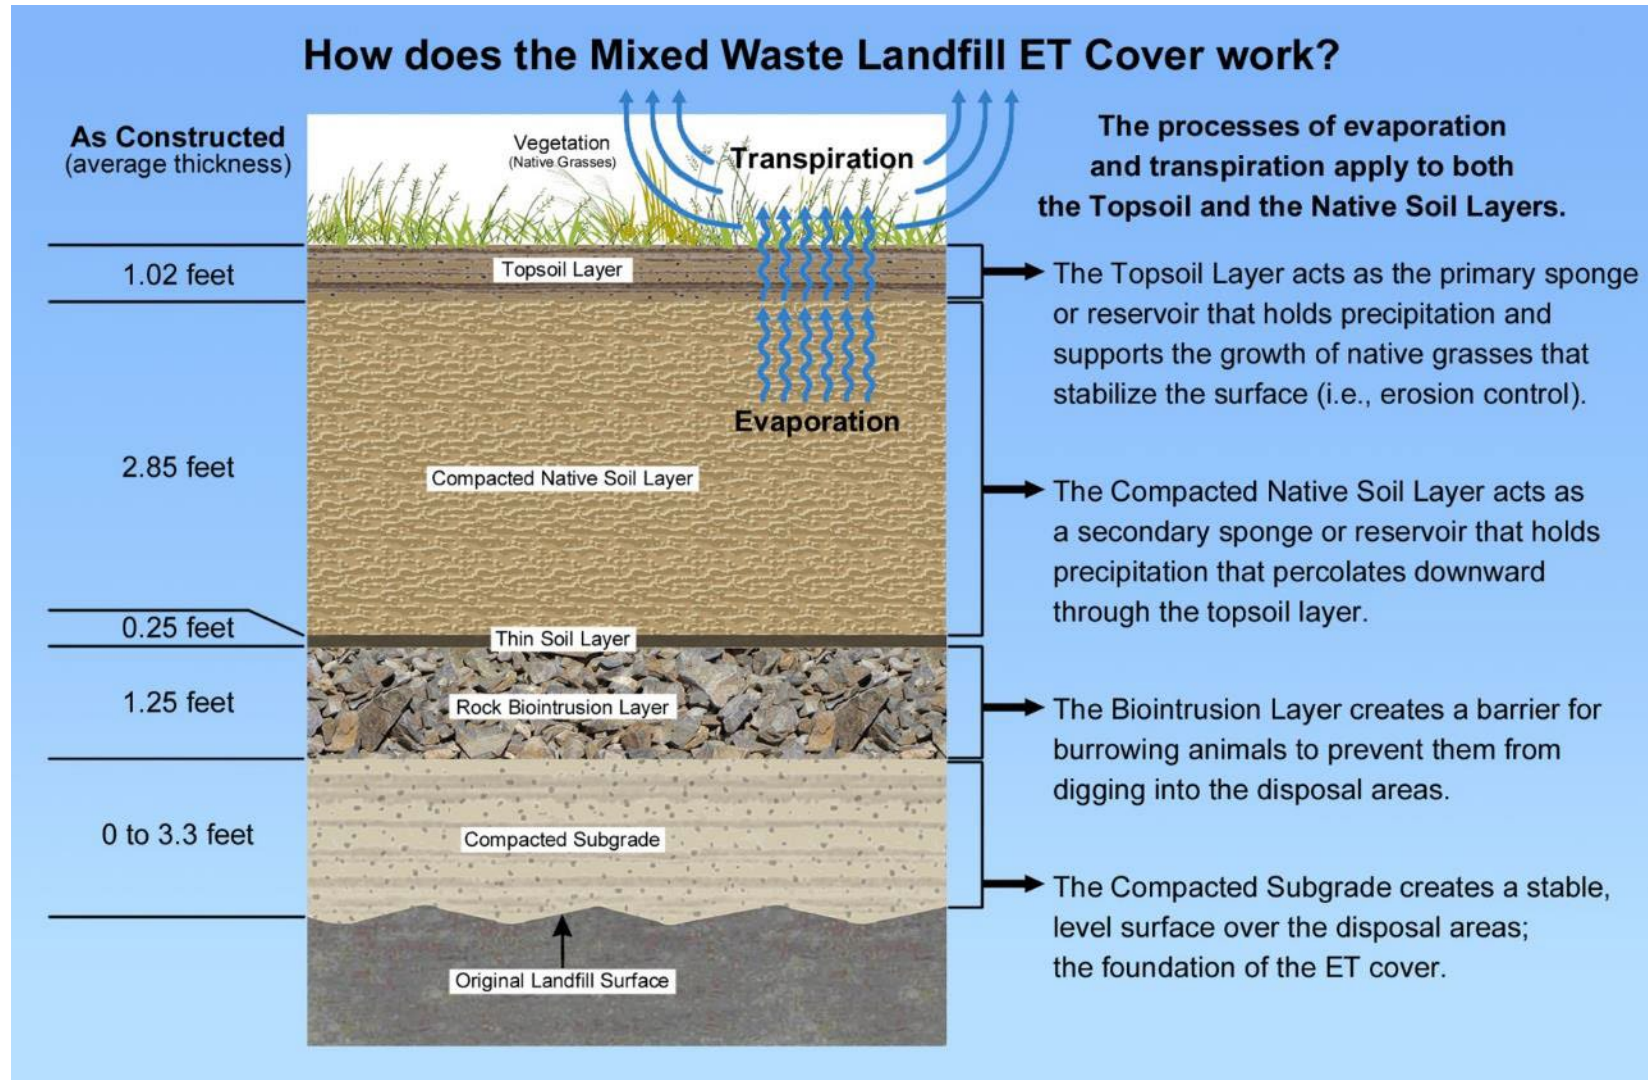 How does the Mixed Waste Landfill ET Cover work?
As Constructed
(average thickness)
1.02 feet
2.85 feet
0.25 feet
1.25 feet
0 to 3.3 feet
Vegetation
(Native Grasses)
Transpiration
Topsoil Layer
Evaporation
Compacted Native Soil Layer
Thin Soil Layer
Rock Biointrusion Layer
Compacted Subgrade
Original Landfill Surface
The processes of evaporation
and transpiration apply to both
the Topsoil and the Native Soil Layers.
The Topsoil Layer acts as the primary sponge
or reservoir that holds precipitation and
supports the growth of native grasses that
stabilize the surface (i.e., erosion control).
The Compacted Native Soil Layer acts as
a secondary sponge or reservoir that holds
precipitation that percolates downward
through the topsoil layer.
The Biointrusion Layer creates a barrier for
burrowing animals to prevent them from
digging into the disposal areas.
The Compacted Subgrade creates a stable,
level surface over the disposal areas;
the foundation of the ET cover.